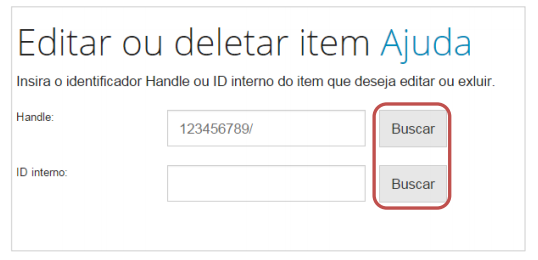 Editar ou deletar item Ajuda
Insira o identificador Handle ou ID interno do item que deseja editar ou exluir.
Handle: 123456789/ Buscar
ID interno: Buscar